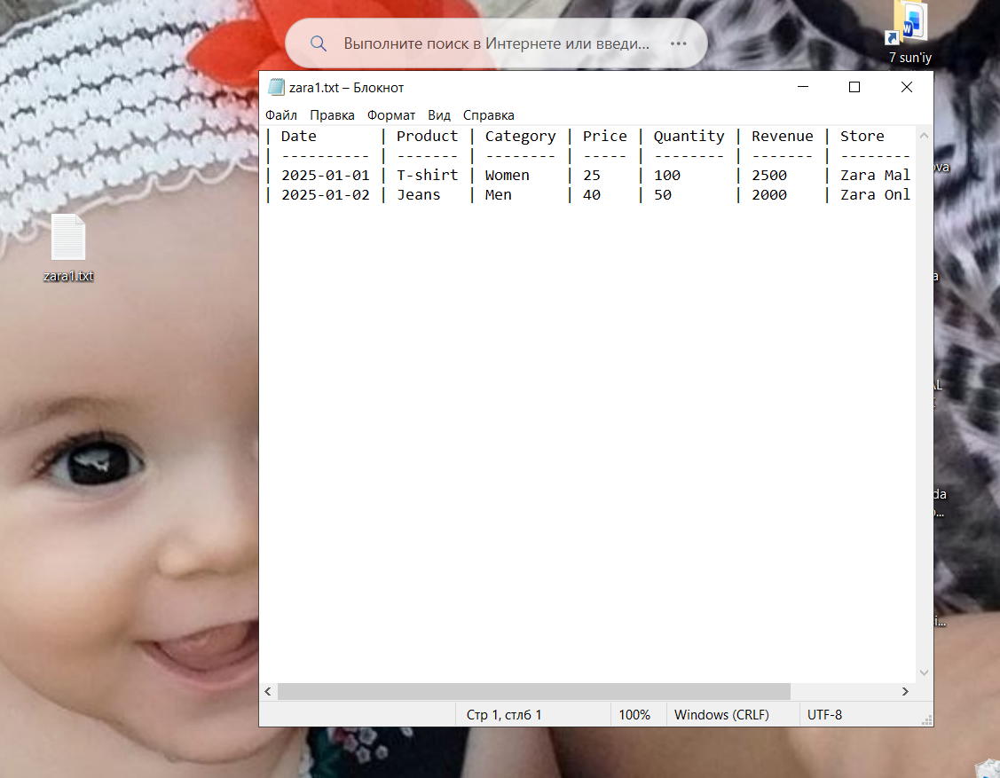 Выполните поиск в Интернете или введи...
7 sun'iy
zara1.txt – Блокнот
Файл Правка Формат Вид Справка
| Date | Product | Category | Price | Quantity | Revenue | Store
| ---------- | ------- | -------- | ----- | -------- | ------- | --------
| 2025-01-01 | T-shirt | Women | 25 | 100 | 2500 | Zara Mal
| 2025-01-02 | Jeans | Men | 40 | 50 | 2000 | Zara Onl
zara1.txt
Стр 1, стлб 1 100% Windows (CRLF) UTF-8